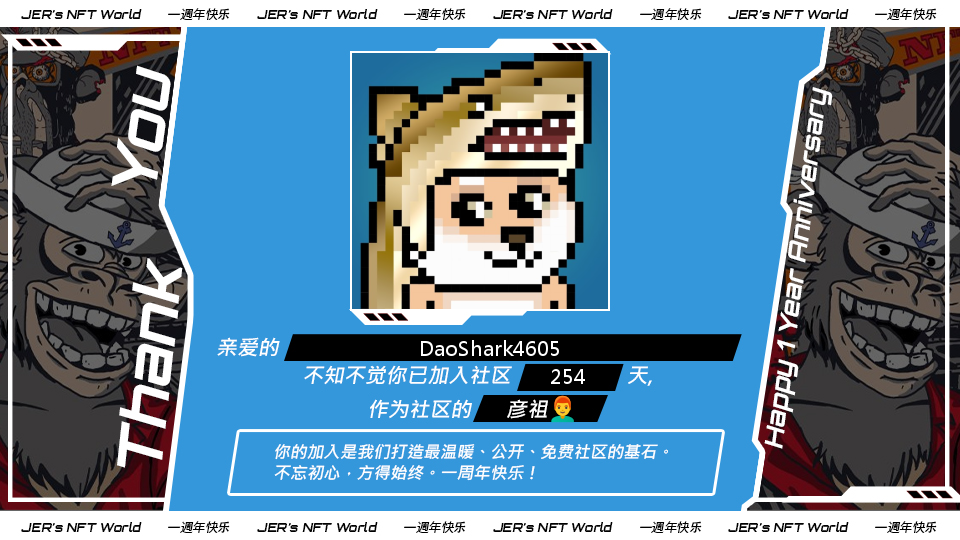 JER's NFT World 一週年快乐 JER's NFT World 一週年快乐 JER's NFT World 一週年快乐 JER's NFT World 一週年快乐
Thank You
亲爱的 DaoShark4605
不知不觉你已加入社区 254 天,
作为社区的 彦祖👨‍🦰
你的加入是我们打造最温暖、公开、免费社区的基石。
不忘初心，方得始终。一周年快乐！
Happy 1 Year Anniversary
JER's NFT World 一週年快乐 JER's NFT World 一週年快乐 JER's NFT World 一週年快乐 JER's NFT World 一週年快乐